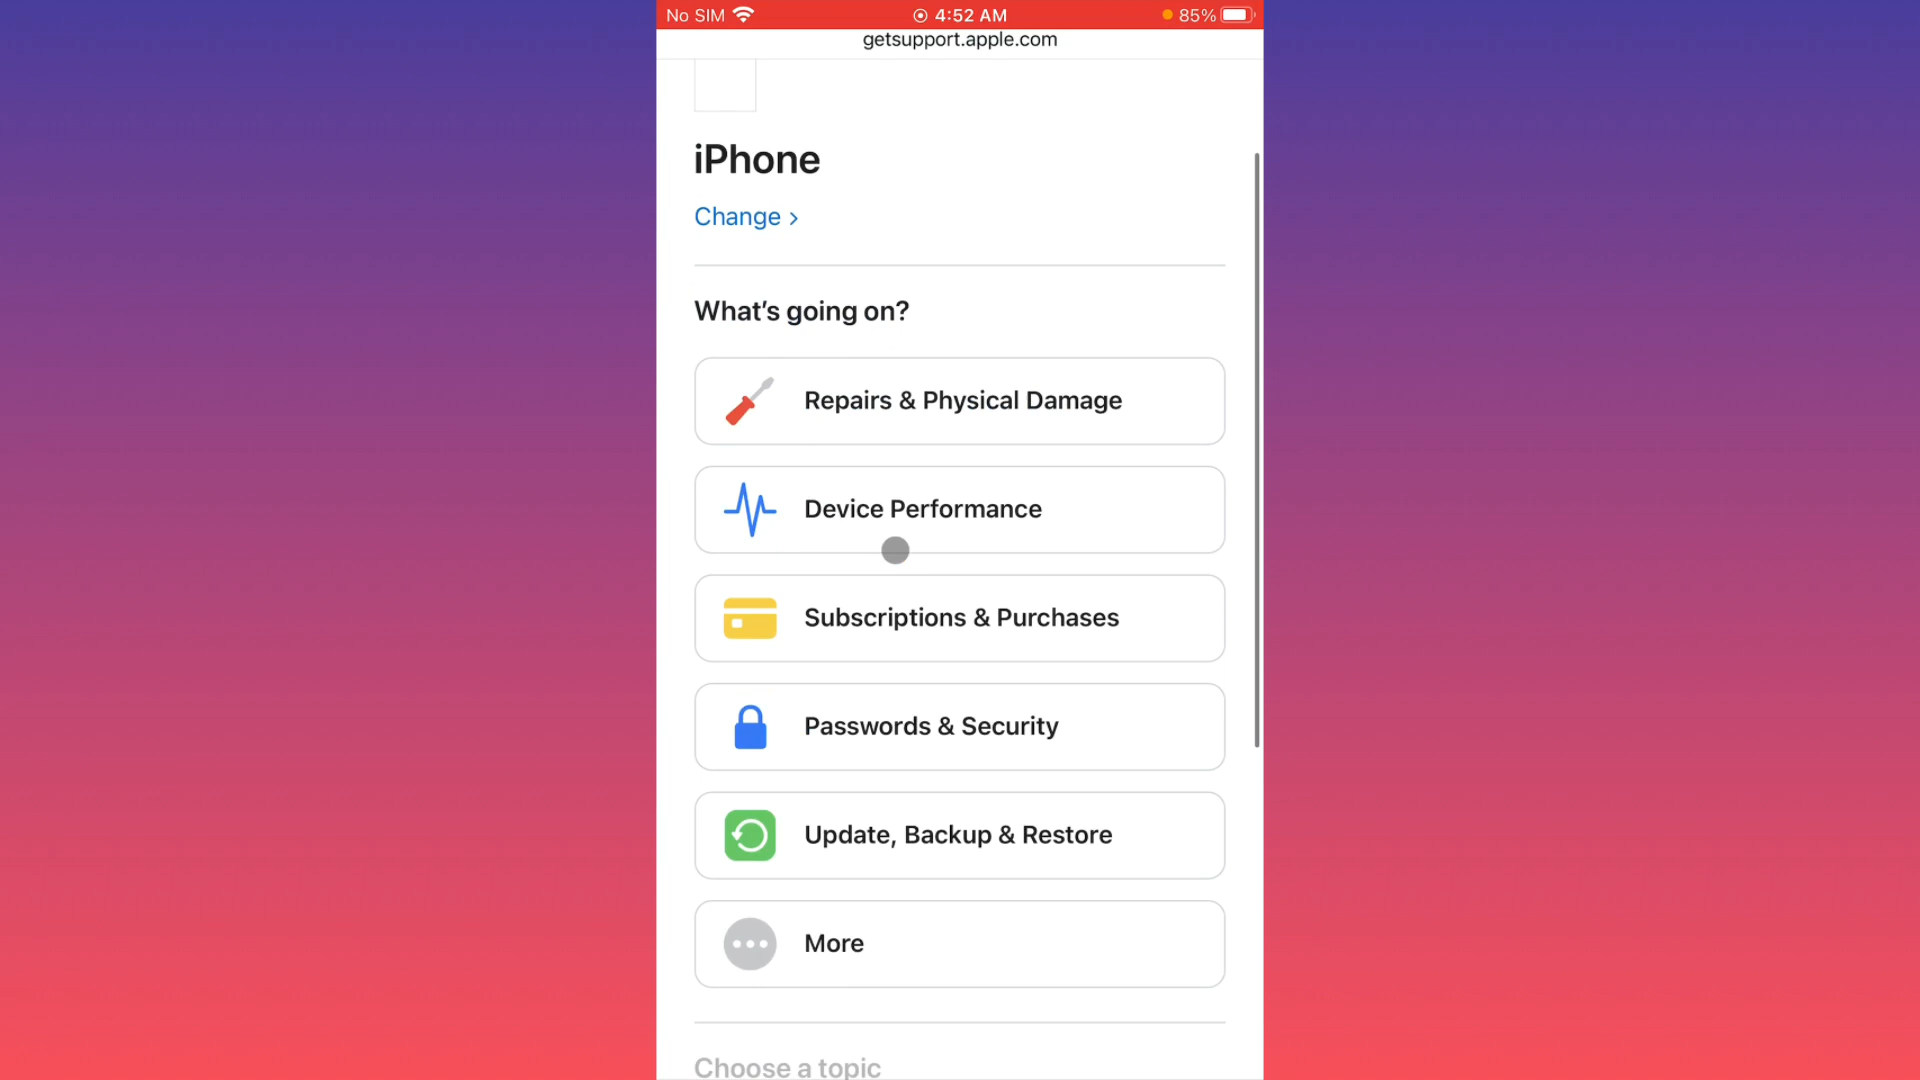 No SIM 4:52 AM 85%
getsupport.apple.com
iPhone
Change >
What's going on?
Repairs & Physical Damage
Device Performance
Subscriptions & Purchases
Passwords & Security
Update, Backup & Restore
More
Choose a topic